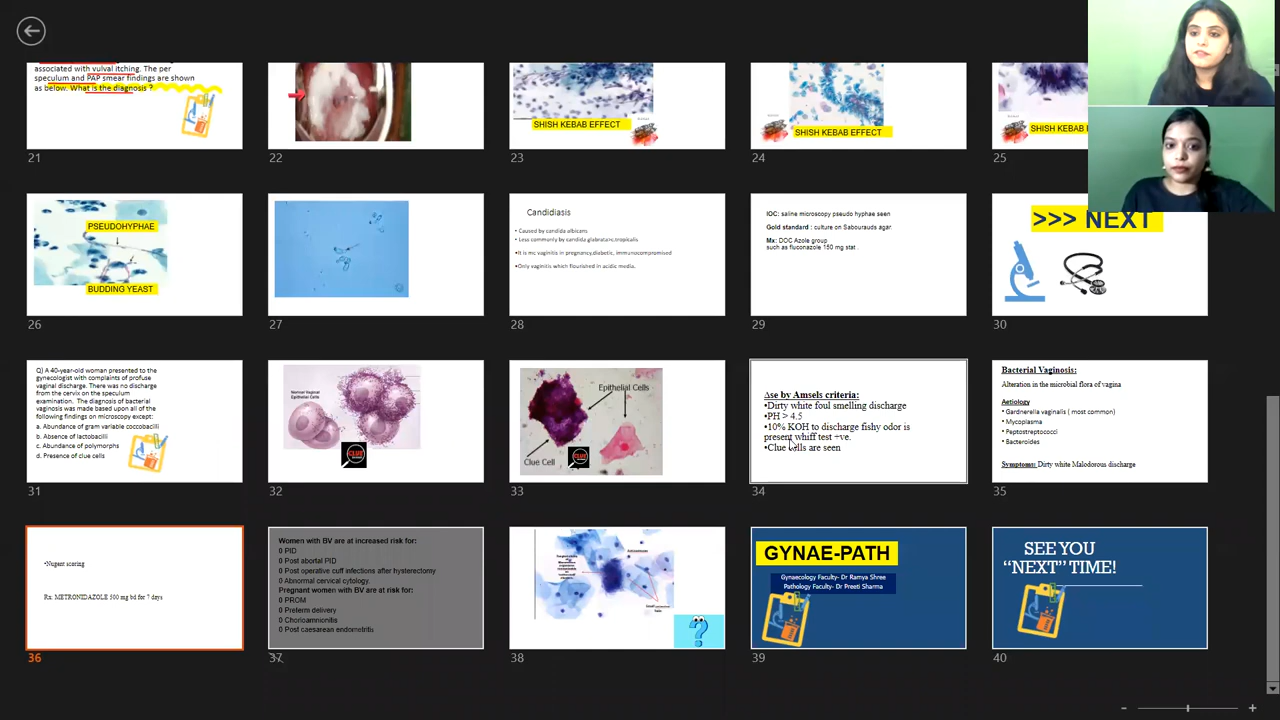 associated with vulval itching. The per
speculum and PAP smear findings are shown
as below. What is the diagnosis ?
21
22
SHISH KEBAB EFFECT
23
SHISH KEBAB EFFECT
24
SHISH KEBAB
25
PSEUDOHYPHAE
BUDDING YEAST
26
27
Candidiasis
•Caused by candida albicans
•Less commonly by candida glabratans,tropicalis
•It is mc vaginitis in pregnancy,diabetic, immunocompromised
•Only vaginitis which flourished in acidic media.
28
IOC: saline microscopy pseudo hyphae seen
Gold standard : culture on Sabourauds agar
Mx: DOC Azole group
such as fluconazole 150 mg stat .
29
>>> NEXT
30
Q) A 40-year-old woman presented to the
gynecologist with complaints of profuse
vaginal discharge. There was no discharge
from the cervix on the speculum
examination. The diagnosis of bacterial
vaginosis was made based upon all of the
following findings on microscopy except:
a. Abundance of gram variable coccobacilli
b. Absence of lactobacilli
c. Abundance of polymorphs
d. Presence of clue cells
31
Normal Vaginal
Epithelial Cells
CLUE
32
Epithelial Cells
Clue Cell
CLUE
33
Δse by Amsels criteria:
•Dirty white foul smelling discharge
•PH > 4.5
•10% KOH to discharge fishy odor is
present whiff test +ve.
•Clue cells are seen
34
Bacterial Vaginosis:
Alteration in the microbial flora of vagina
Aetiology
• Gardnerella vaginalis ( most common)
• Mycoplasma
• Peptostreptococci
• Bacteroides
Symptoms: Dirty white Malodorous discharge
35
•Nugent scoring
Rx: METRONIDAZOLE 500 mg bd for 7 days
36
Women with BV are at increased risk for:
0 PID
0 Post abortal PID
0 Post operative cuff infections after hysterectomy
0 Abnormal cervical cytology.
Pregnant women with BV are at risk for:
0 PROM
0 Preterm delivery
0 Chorioamnionitis
0 Post caesarean endometritis
37
?
38
GYNAE-PATH
Gynaecology Faculty- Dr Ramya Shree
Pathology Faculty- Dr Preeti Sharma
39
SEE YOU
“NEXT” TIME!
40